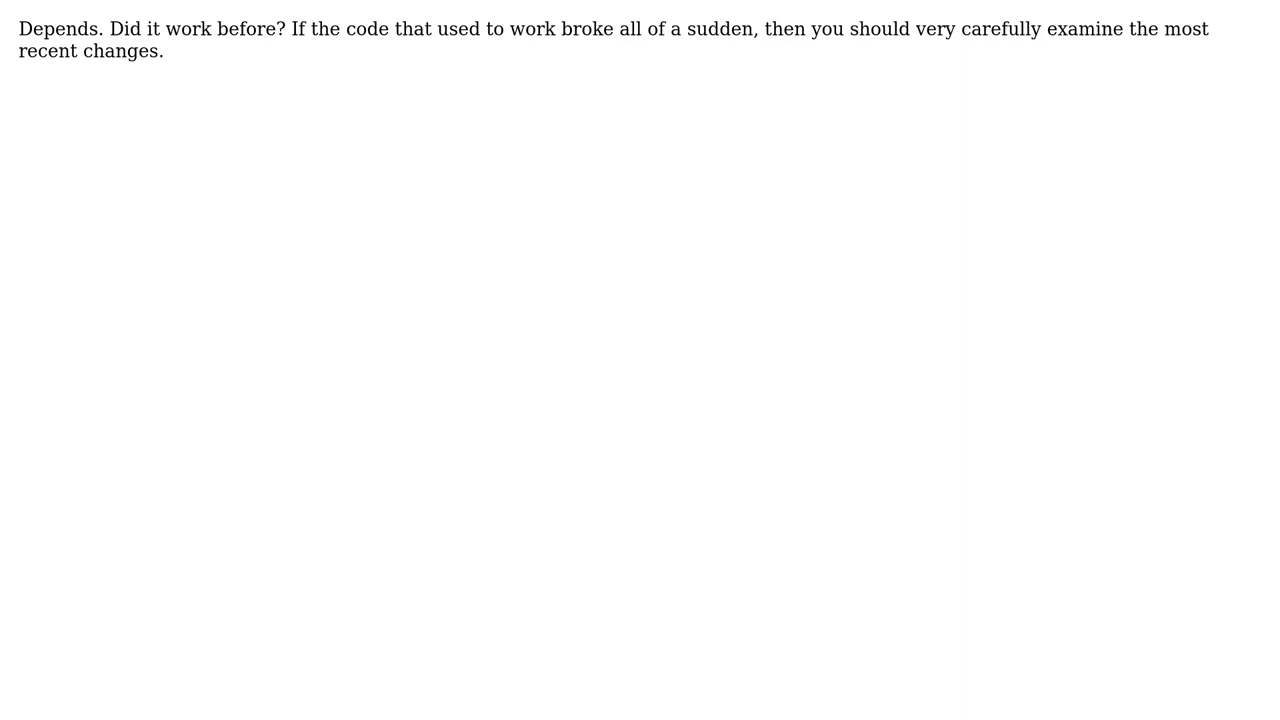 Depends. Did it work before? If the code that used to work broke all of a sudden, then you should very carefully examine the most
recent changes.